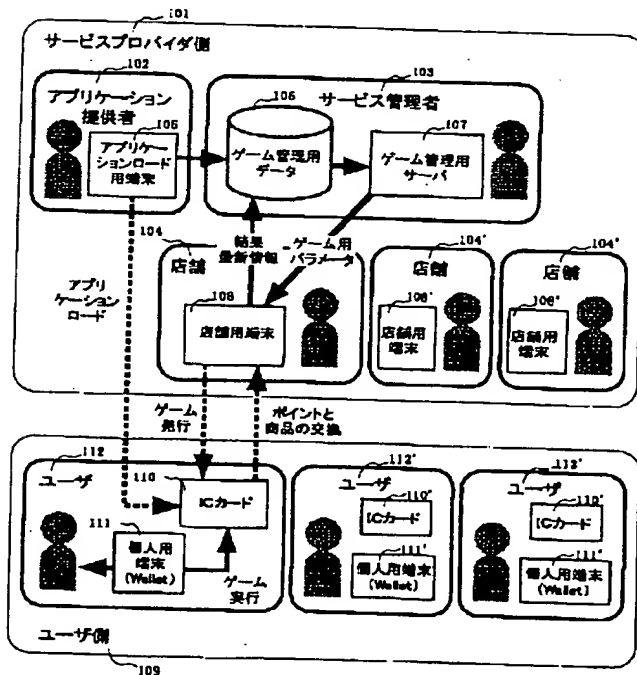 101
サービスプロバイダ側
102
アプリケーション
提供者
105
アプリケー
ションロード
用端末
103
サービス管理者
106
ゲーム管理用
データ
107
ゲーム管理用
サーバ
アプリ
ケーション
ロード
結果
最新情報
ゲーム用
パラメータ
104
店舗
108
店舗用端末
104'
店舗
108'
店舗用
端末
104'
店舗
108'
店舗用
端末
ゲーム
発行
ポイントと
商品の交換
112
ユーザ
110
ICカード
111
個人用
端末
(Wallet)
ゲーム
実行
112'
ユーザ
110'
ICカード
111'
個人用端末
(Wallet)
112'
ユーザ
110'
ICカード
111'
個人用端末
(Wallet)
ユーザ側
109